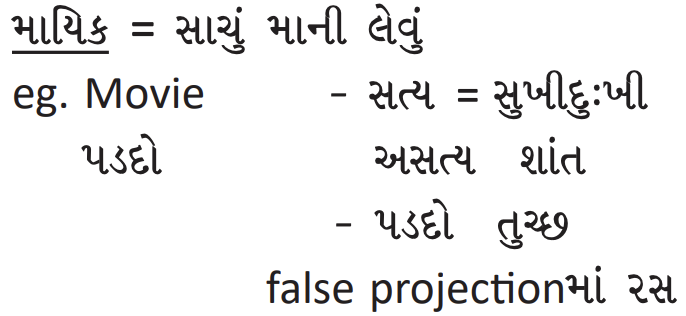 માયિક = સાચું માની લેવું
eg. Movie – સત્ય = સુખીદુઃખી
પડદો અસત્ય શાંત
– પડદો તુચ્છ
false projectionમાં રસ